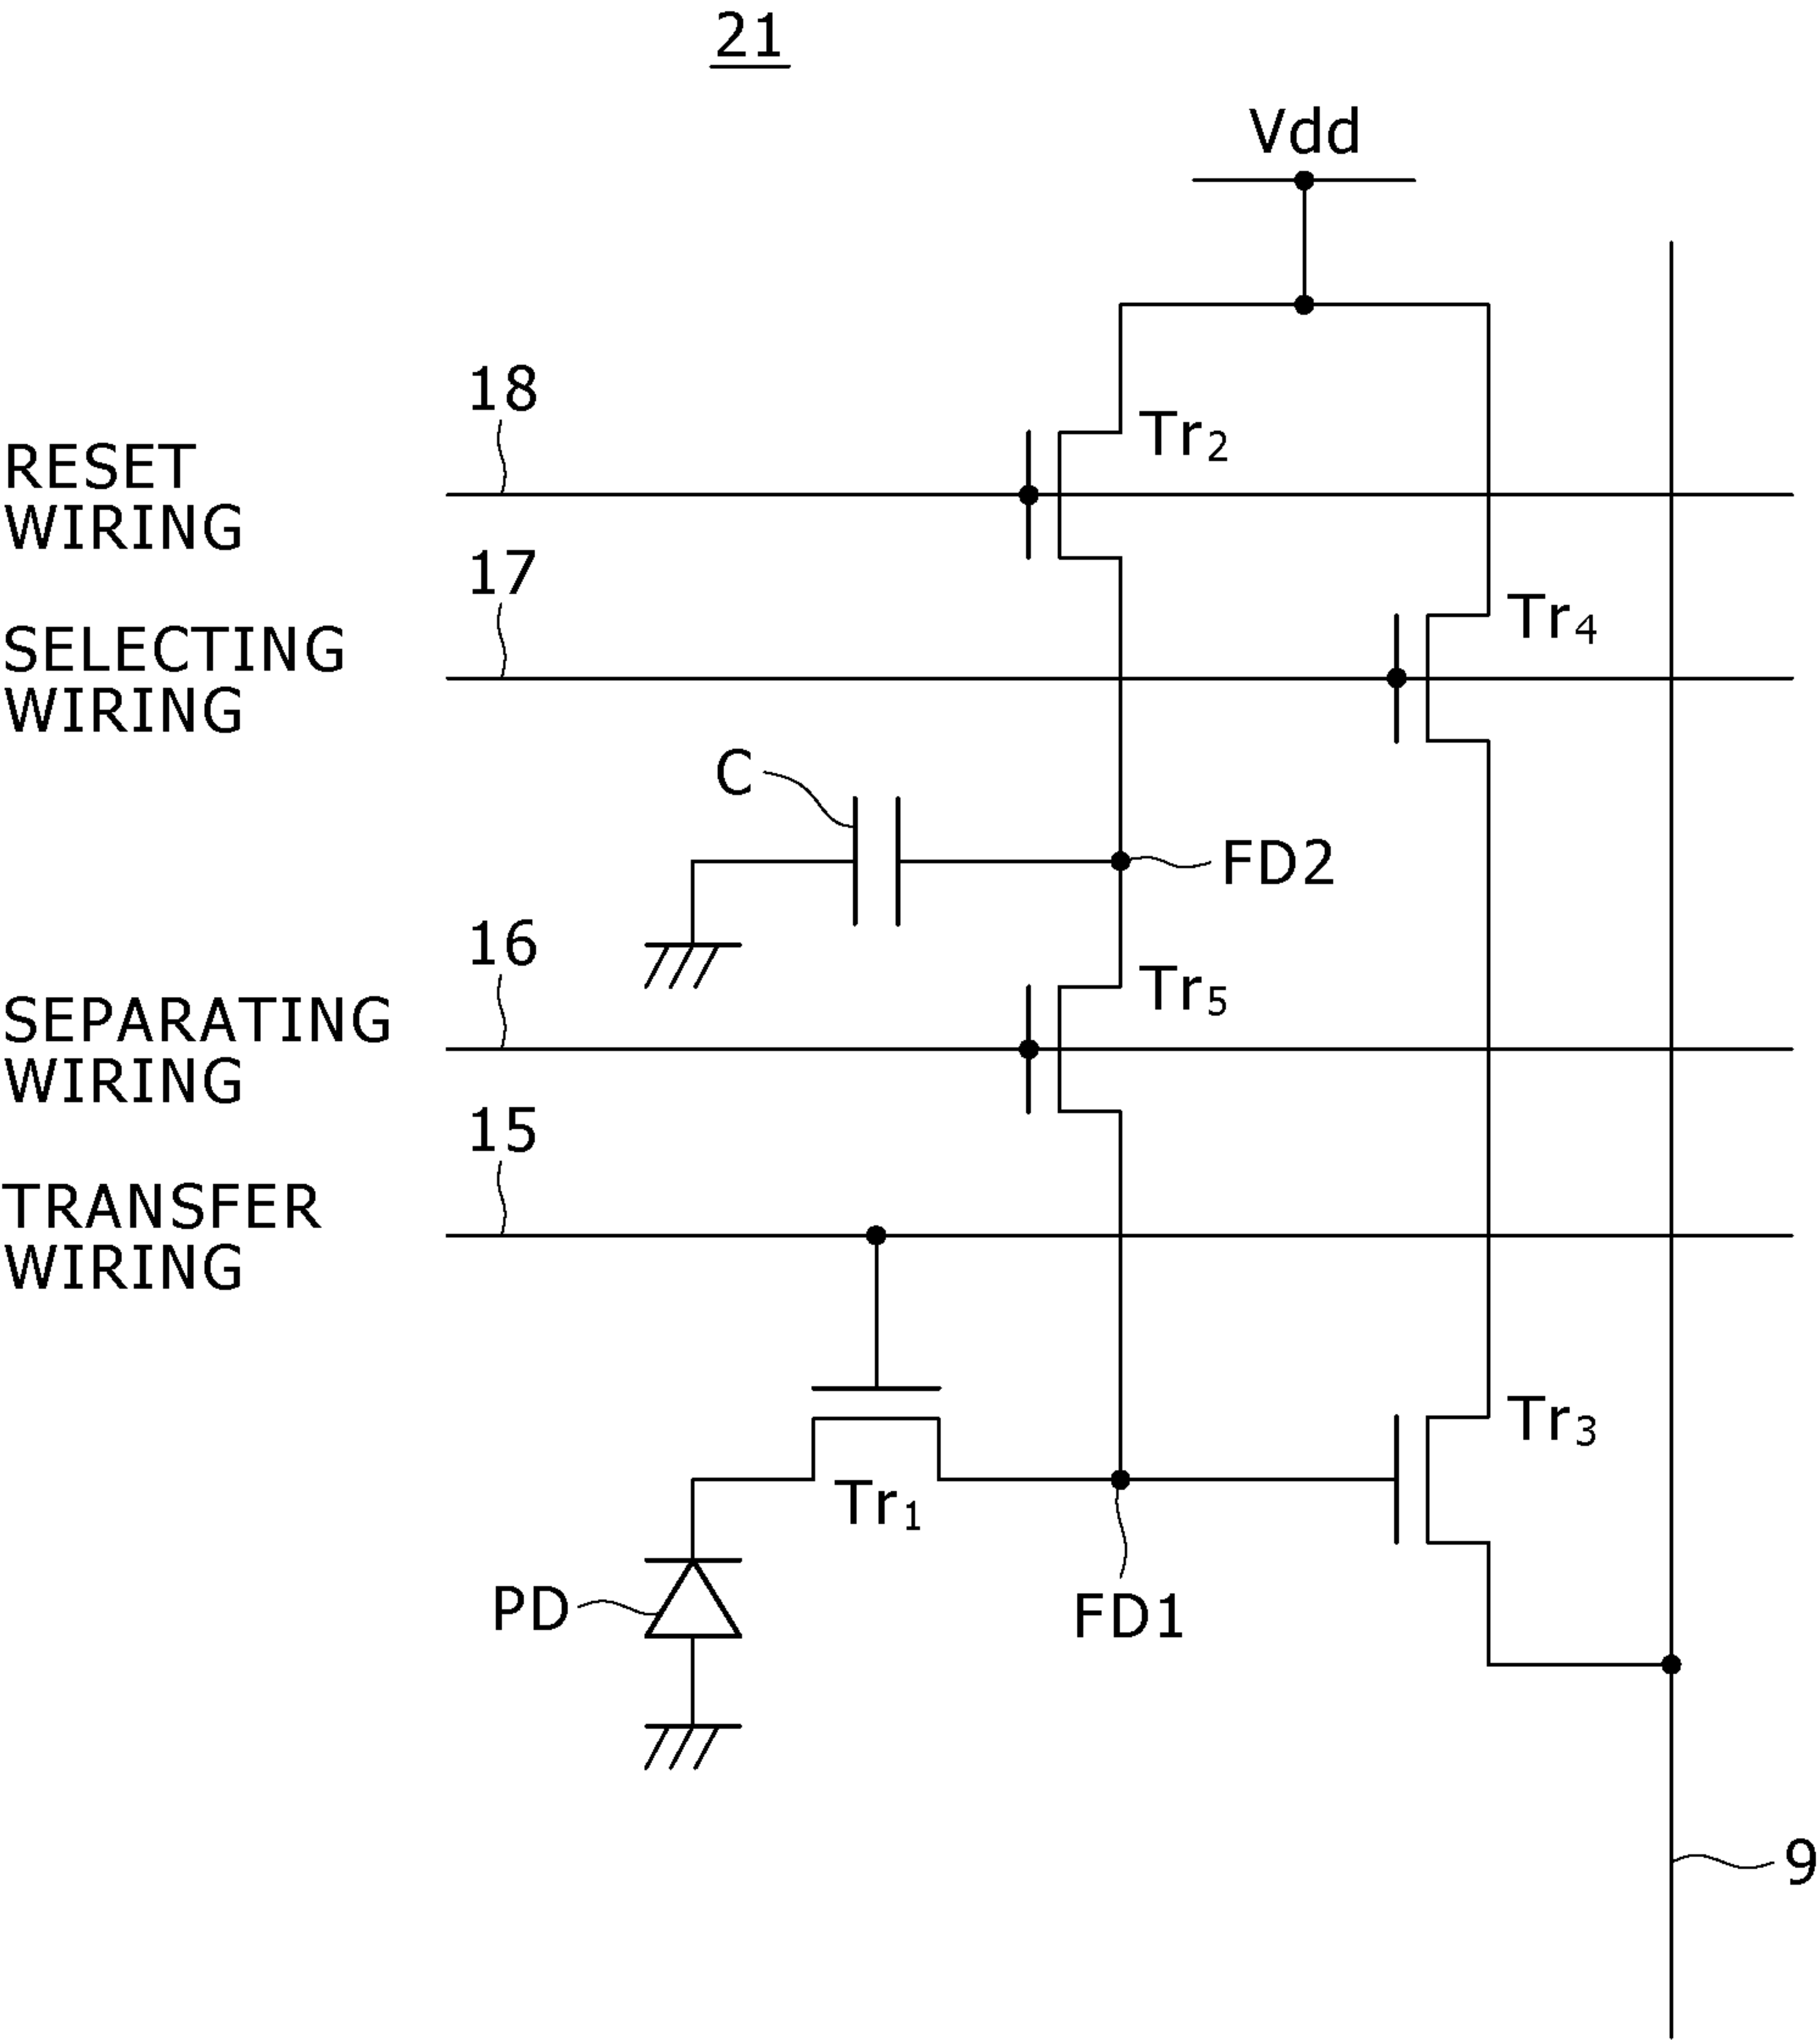 21
Vdd
18
Tr2
RESET
WIRING
17
Tr4
SELECTING
WIRING
C
FD2
16
Tr5
SEPARATING
WIRING
15
TRANSFER
WIRING
Tr3
Tr1
PD
FD1
9